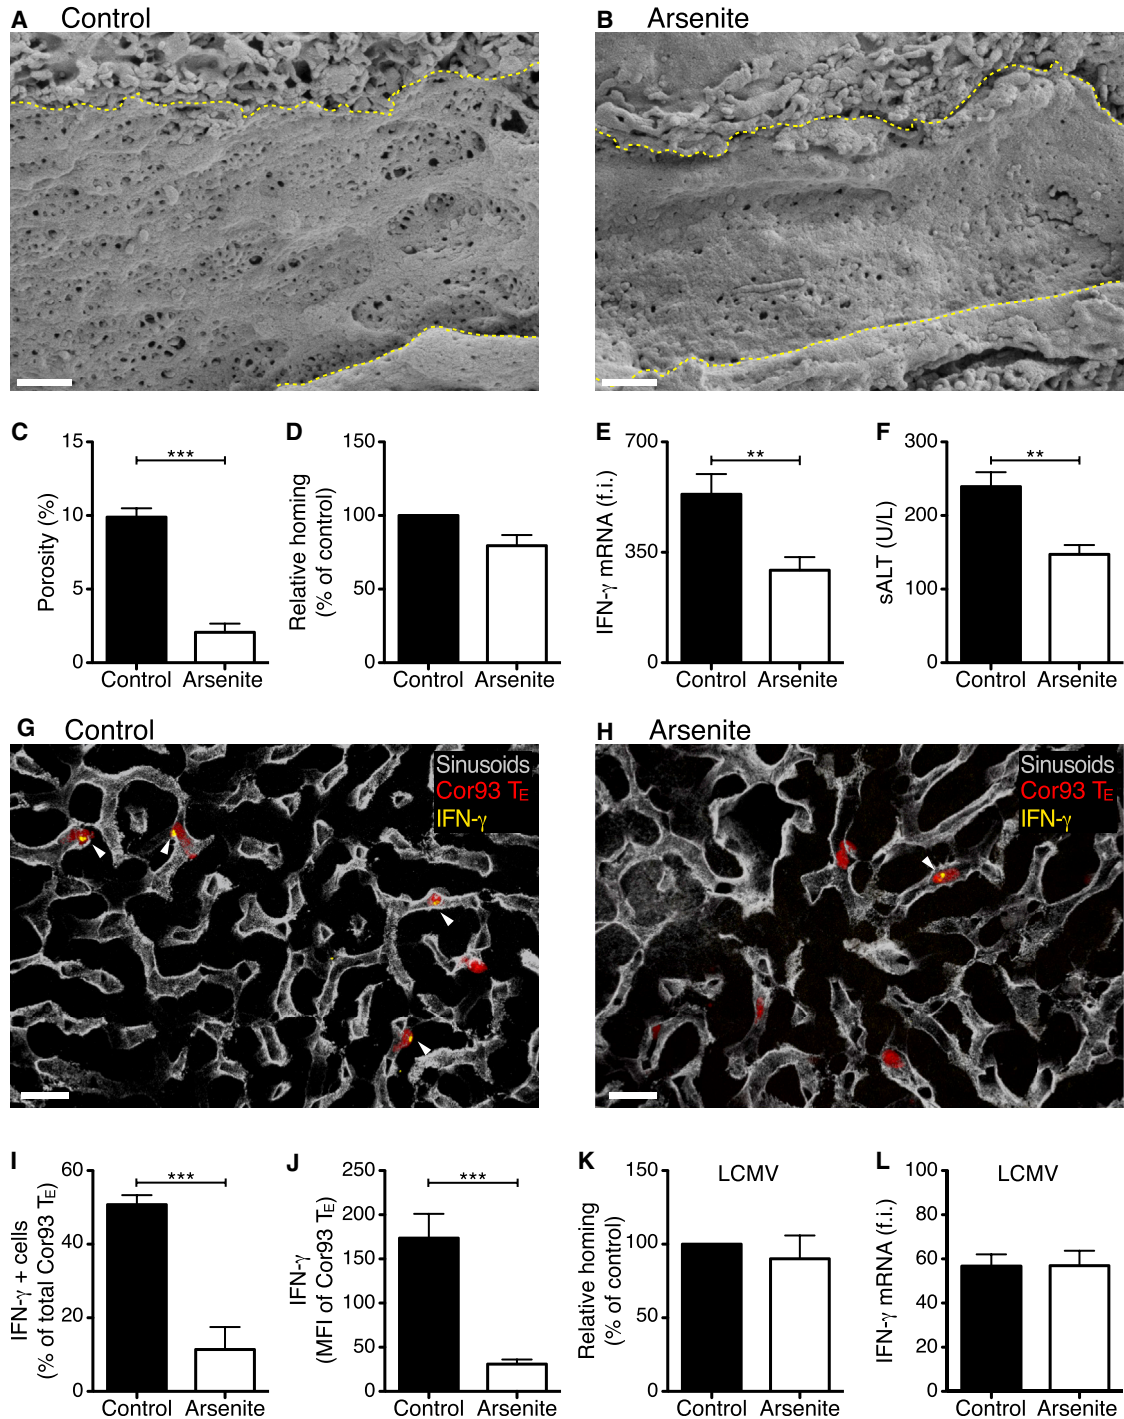 A Control
B Arsenite
C
15
10
5
0
Porosity (%)
***
Control Arsenite
D
150
100
50
0
Relative homing
(% of control)
Control Arsenite
E
700
350
0
IFN-γ mRNA (f.i.)
**
Control Arsenite
F
300
200
100
0
sALT (U/L)
**
Control Arsenite
G Control
Sinusoids
Cor93 TE
IFN-γ
H Arsenite
Sinusoids
Cor93 TE
IFN-γ
I
60
40
20
0
IFN-γ + cells
(% of total Cor93 TE)
***
Control Arsenite
J
250
200
150
100
50
0
IFN-γ
(MFI of Cor93 TE)
***
Control Arsenite
K
LCMV
150
100
50
0
Relative homing
(% of control)
Control Arsenite
L
LCMV
100
80
60
40
20
0
IFN-γ mRNA (f.i.)
Control Arsenite